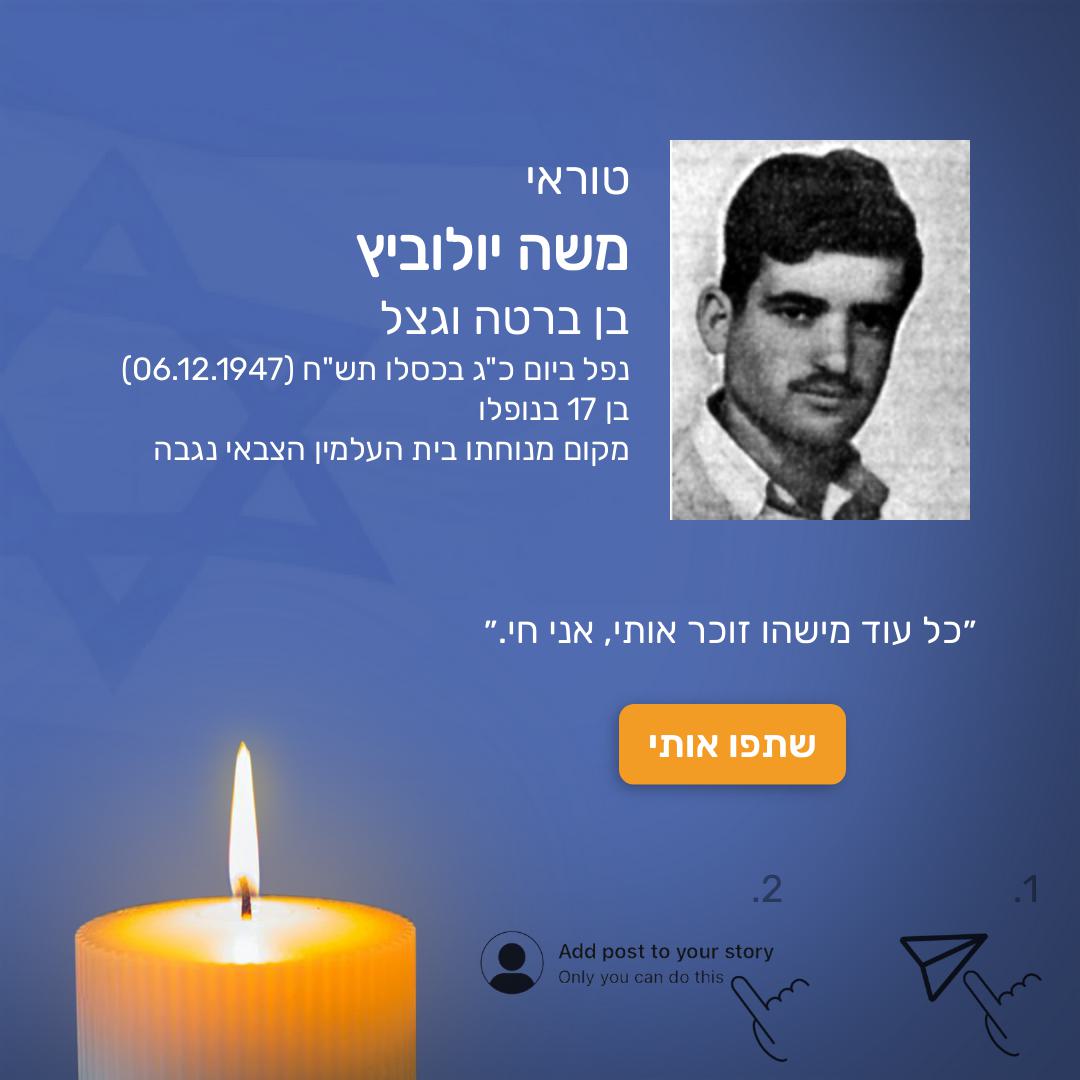 טוראי
משה יולוביץ
בן ברטה וגצל
נפל ביום כ"ג בכסלו תש"ח (06.12.1947)
בן 17 בנופלו
מקום מנוחתו בית העלמין הצבאי נגבה
״כל עוד מישהו זוכר אותי, אני חי.״
שתפו אותי
.1
.2
Add post to your story
Only you can do this